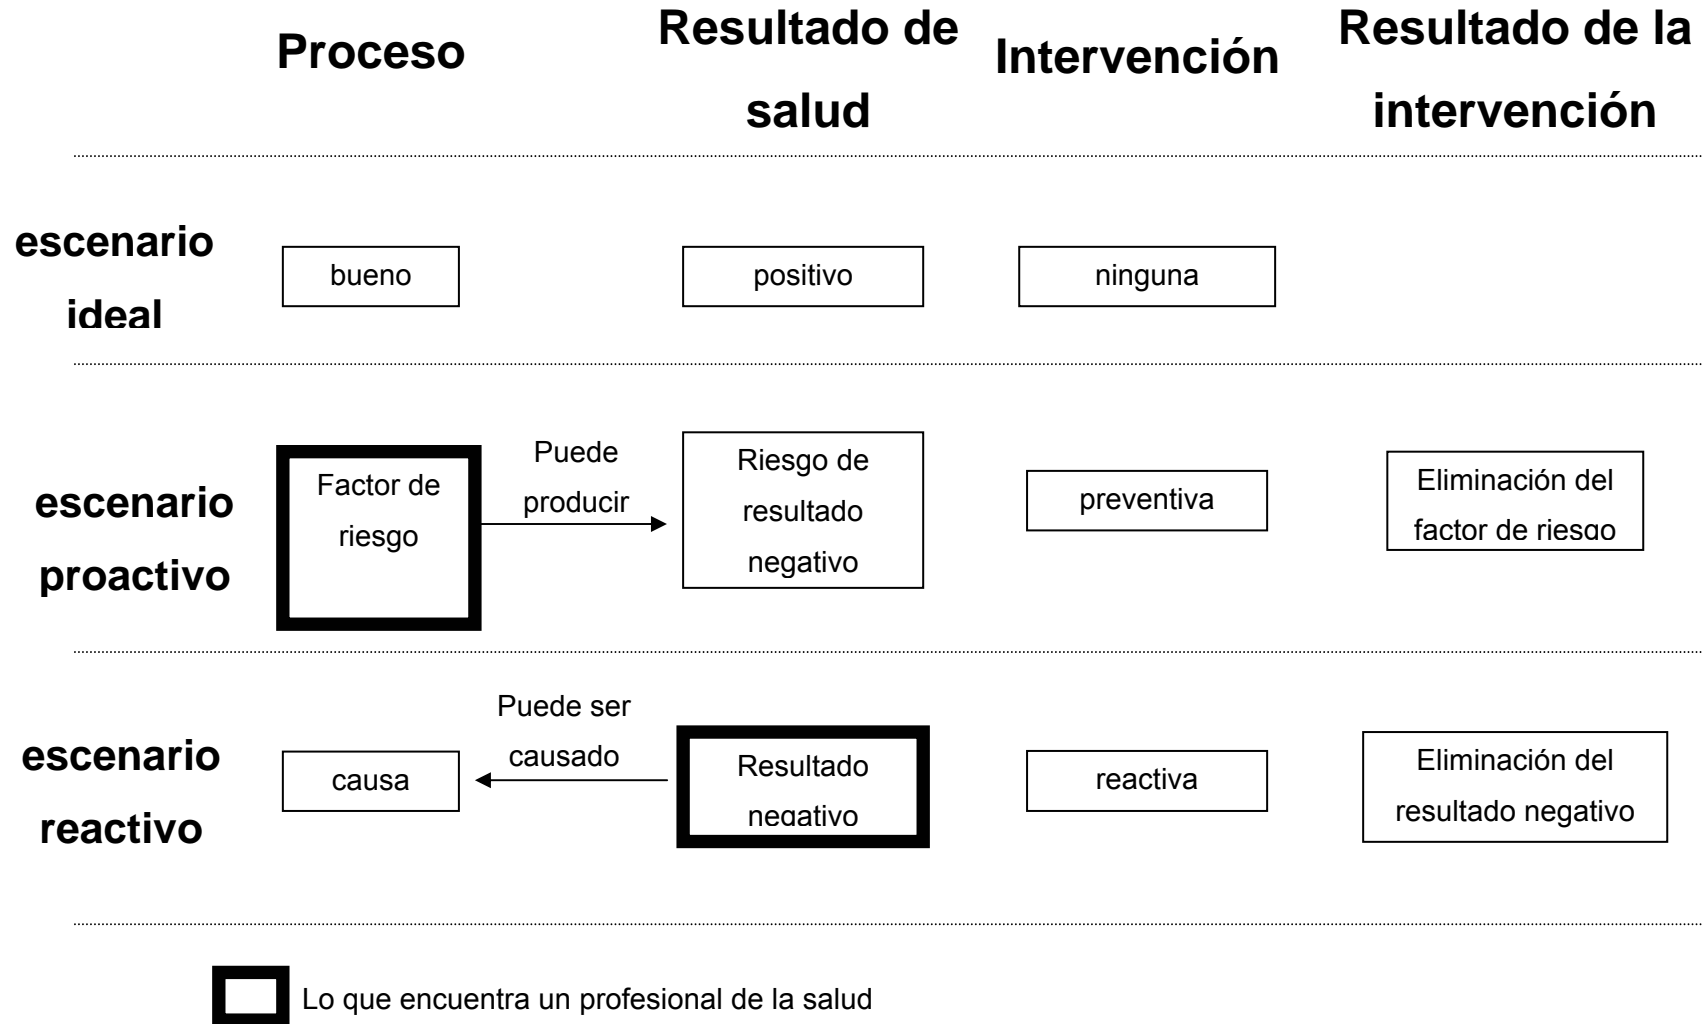 Proceso
Resultado de
salud
Intervención
Resultado de la
intervención
escenario
ideal
bueno
positivo
ninguna
escenario
proactivo
Factor de
riesgo
Puede
producir
Riesgo de
resultado
negativo
preventiva
Eliminación del
factor de riesgo
escenario
reactivo
causa
Puede ser
causado
Resultado
negativo
reactiva
Eliminación del
resultado negativo
Lo que encuentra un profesional de la salud